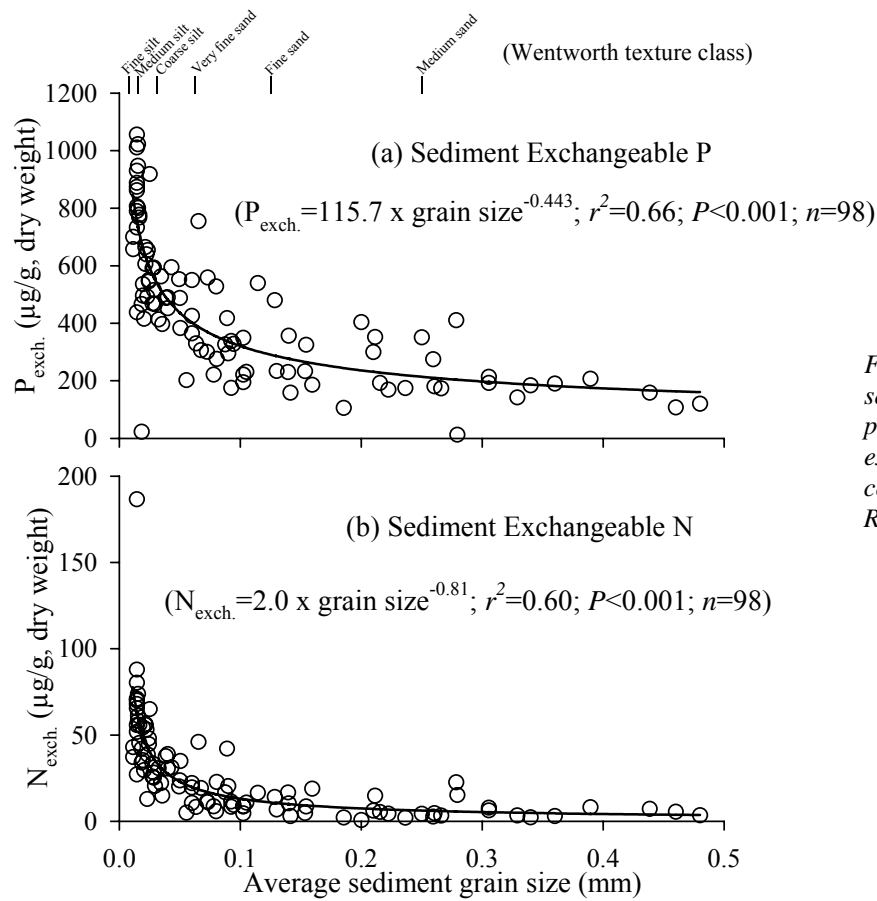 Fine silt
Medium silt
Coarse silt
Very fine sand
Fine sand
Medium sand
(Wentworth texture class)
1200
1000
800
600
400
200
0
P exch. (µg/g, dry weight)
(a) Sediment Exchangeable P
(P exch.=115.7 x grain size^-0.443; r²=0.66; P<0.001; n=98)
200
150
100
50
0
N exch. (µg/g, dry weight)
(b) Sediment Exchangeable N
(N exch.=2.0 x grain size^-0.81; r²=0.60; P<0.001; n=98)
0.0 0.1 0.2 0.3 0.4 0.5
Average sediment grain size (mm)
F
s
p
e
c
R